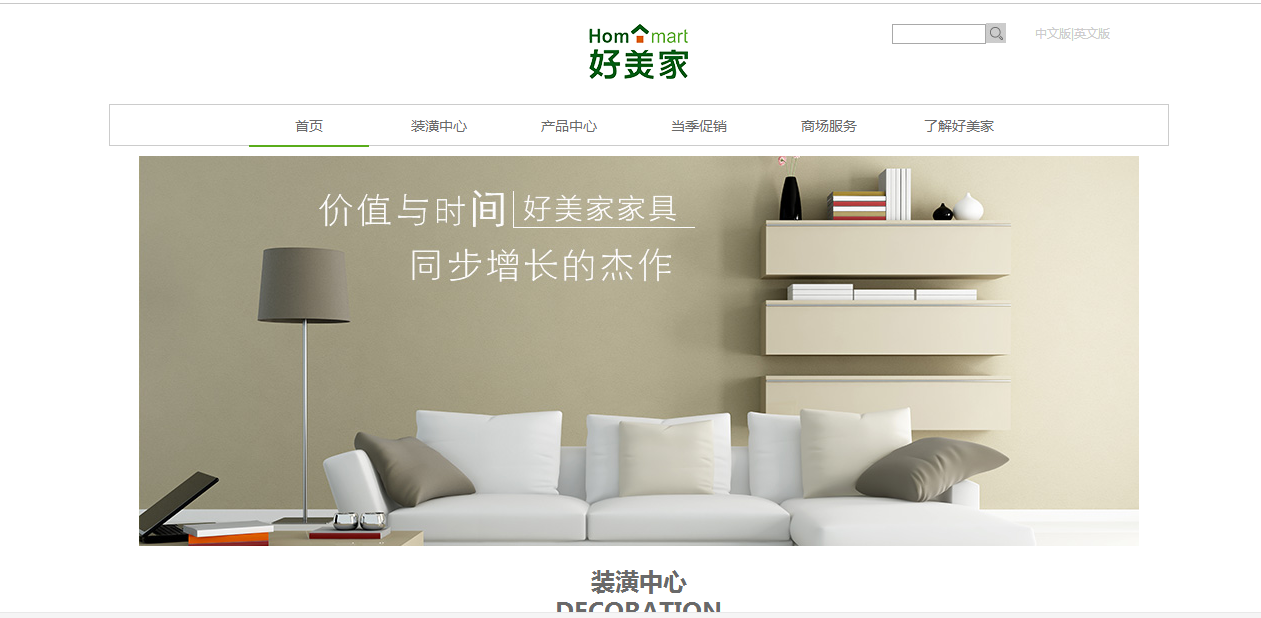 Hom mart
好美家
中文版|英文版
首页 装潢中心 产品中心 当季促销 商场服务 了解好美家
价值与时间 好美家家具
同步增长的杰作
装潢中心
DECORATION